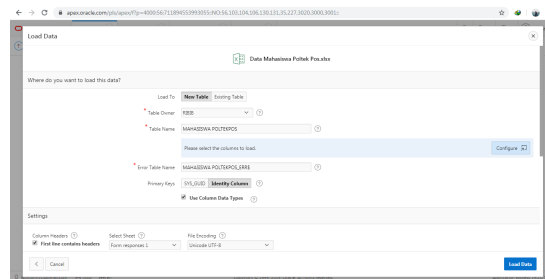 apex.oracle.com/pls/apex/f?p=4000:56:711894553993055::NO:56,103,104,106,130,131,35,227,3020,3000,3001::
Load Data
Data Mahasiswa Poltek Pos.xlsx
Where do you want to load this data?
Load To New Table Existing Table
* Table Owner
* Table Name MAHASISWA POLTEKPOS
Please select the columns to load. Configure
* Error Table Name MAHASISWA POLTEKPOS_ERR$
Primary Keys SYS_GUID Identity Column
Use Column Data Types
Settings
Column Headers Select Sheet File Encoding
First line contains headers Form responses 1 Unicode UTF-8
< Cancel Load Data